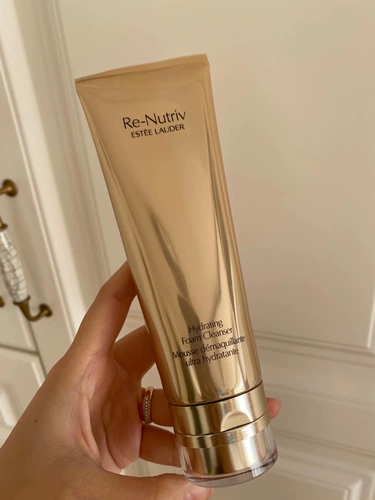 Re-Nutriv
ESTĒE LAUDER
Hydrating
Foam Cleanser
Mousse démaquillante
ultra hydratante